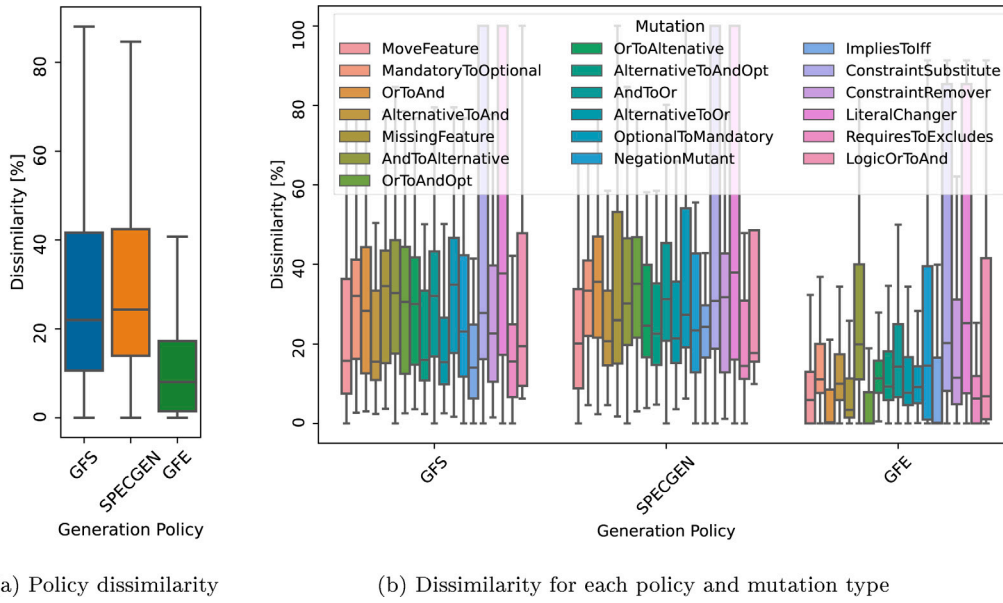 Dissimilarity [%]
80
60
40
20
0
GFS
SPECGEN
GFE
Generation Policy
a) Policy dissimilarity
Dissimilarity [%]
100
80
60
40
20
0
Mutation
MoveFeature
MandatoryToOptional
OrToAnd
AlternativeToAnd
MissingFeature
AndToAlternative
OrToAndOpt
OrToAltenative
AlternativeToAndOpt
AndToOr
AlternativeToOr
OptionalToMandatory
NegationMutant
ImpliesToIff
ConstraintSubstitute
ConstraintRemover
LiteralChanger
RequiresToExcludes
LogicOrToAnd
GFS
SPECGEN
GFE
Generation Policy
(b) Dissimilarity for each policy and mutation type